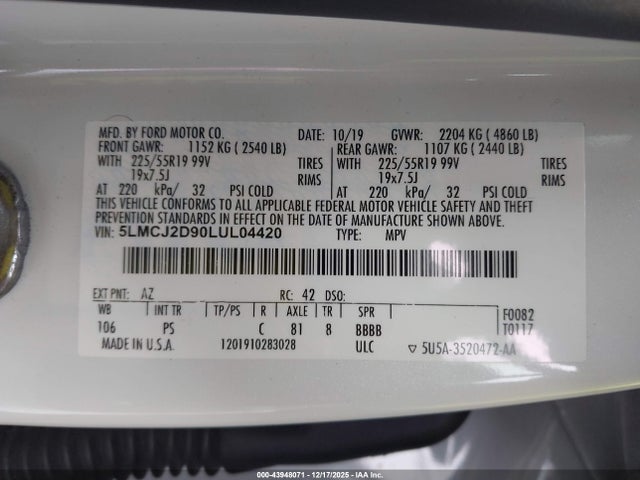 MFD. BY FORD MOTOR CO. DATE: 10/19 GVWR: 2204 KG ( 4860 LB)
FRONT GAWR: 1152 KG ( 2540 LB) REAR GAWR: 1107 KG ( 2440 LB)
WITH 225/55R19 99V TIRES WITH 225/55R19 99V TIRES
19x7.5J RIMS 19x7.5J RIMS
AT 220 kPa/ 32 PSI COLD AT 220 kPa/ 32 PSI COLD
THIS VEHICLE CONFORMS TO ALL APPLICABLE FEDERAL MOTOR VEHICLE SAFETY AND THEFT
PREVENTION STANDARDS IN EFFECT ON THE DATE OF MANUFACTURE SHOWN ABOVE.
VIN: 5LMCJ2D90LUL04420 TYPE: MPV
EXT PNT: AZ RC: 42 DSO:
WB INT TR TP/PS R AXLE TR SPR F0082
106 PS C 81 8 BBBB T0117
MADE IN U.S.A. 1201910283028 ULC ▽ 5U5A-3520472-AA
000-43948071 - 12/17/2025 - IAAI.COM